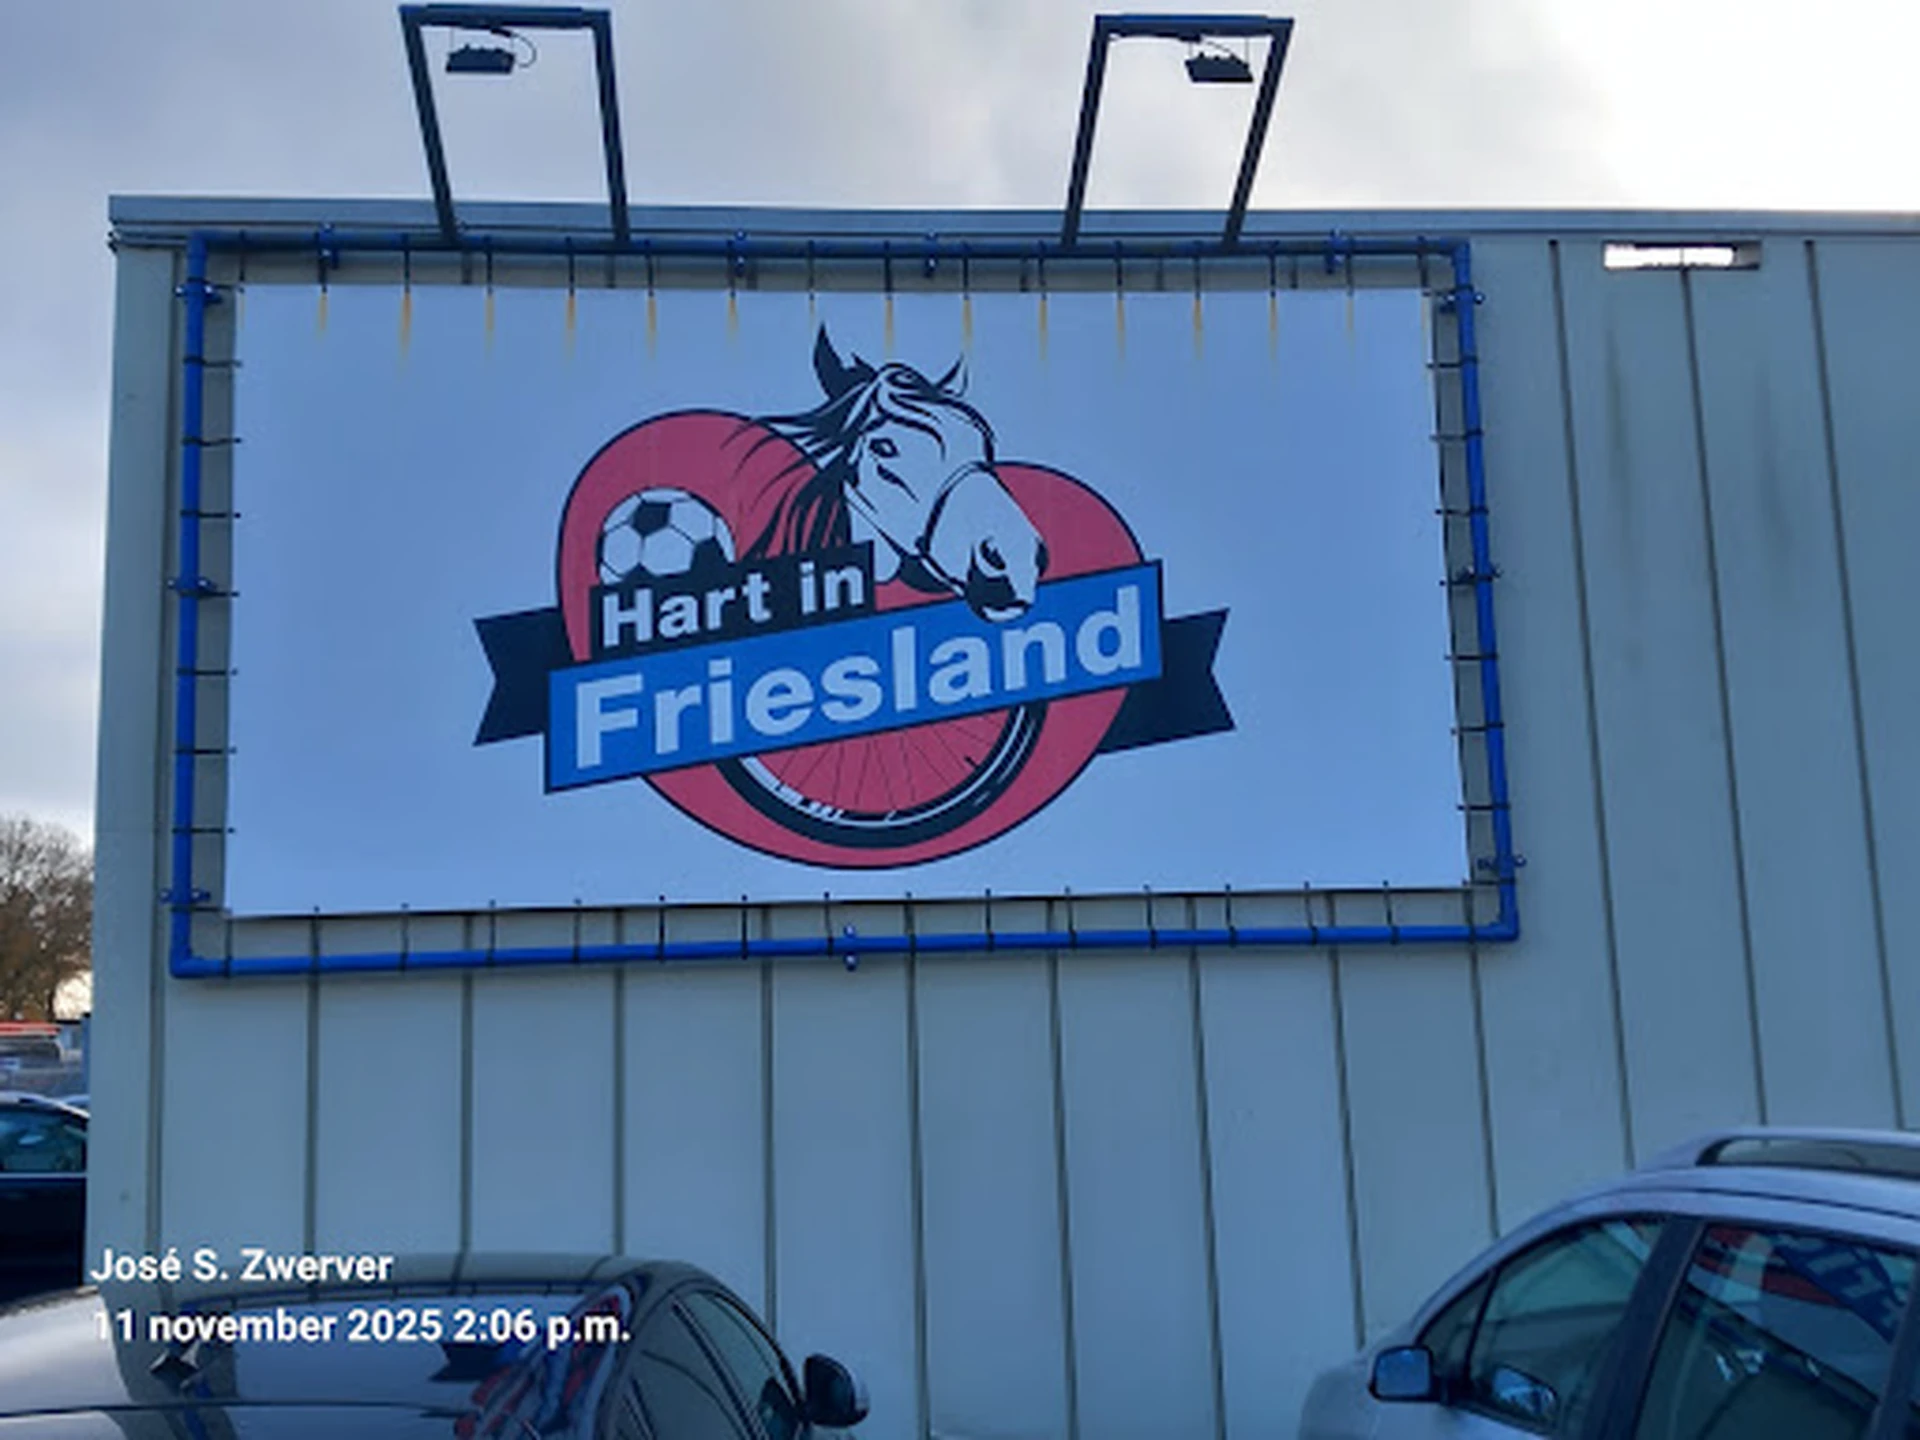 Hart in
Friesland
José S. Zwerver
11 november 2025 2:06 p.m.